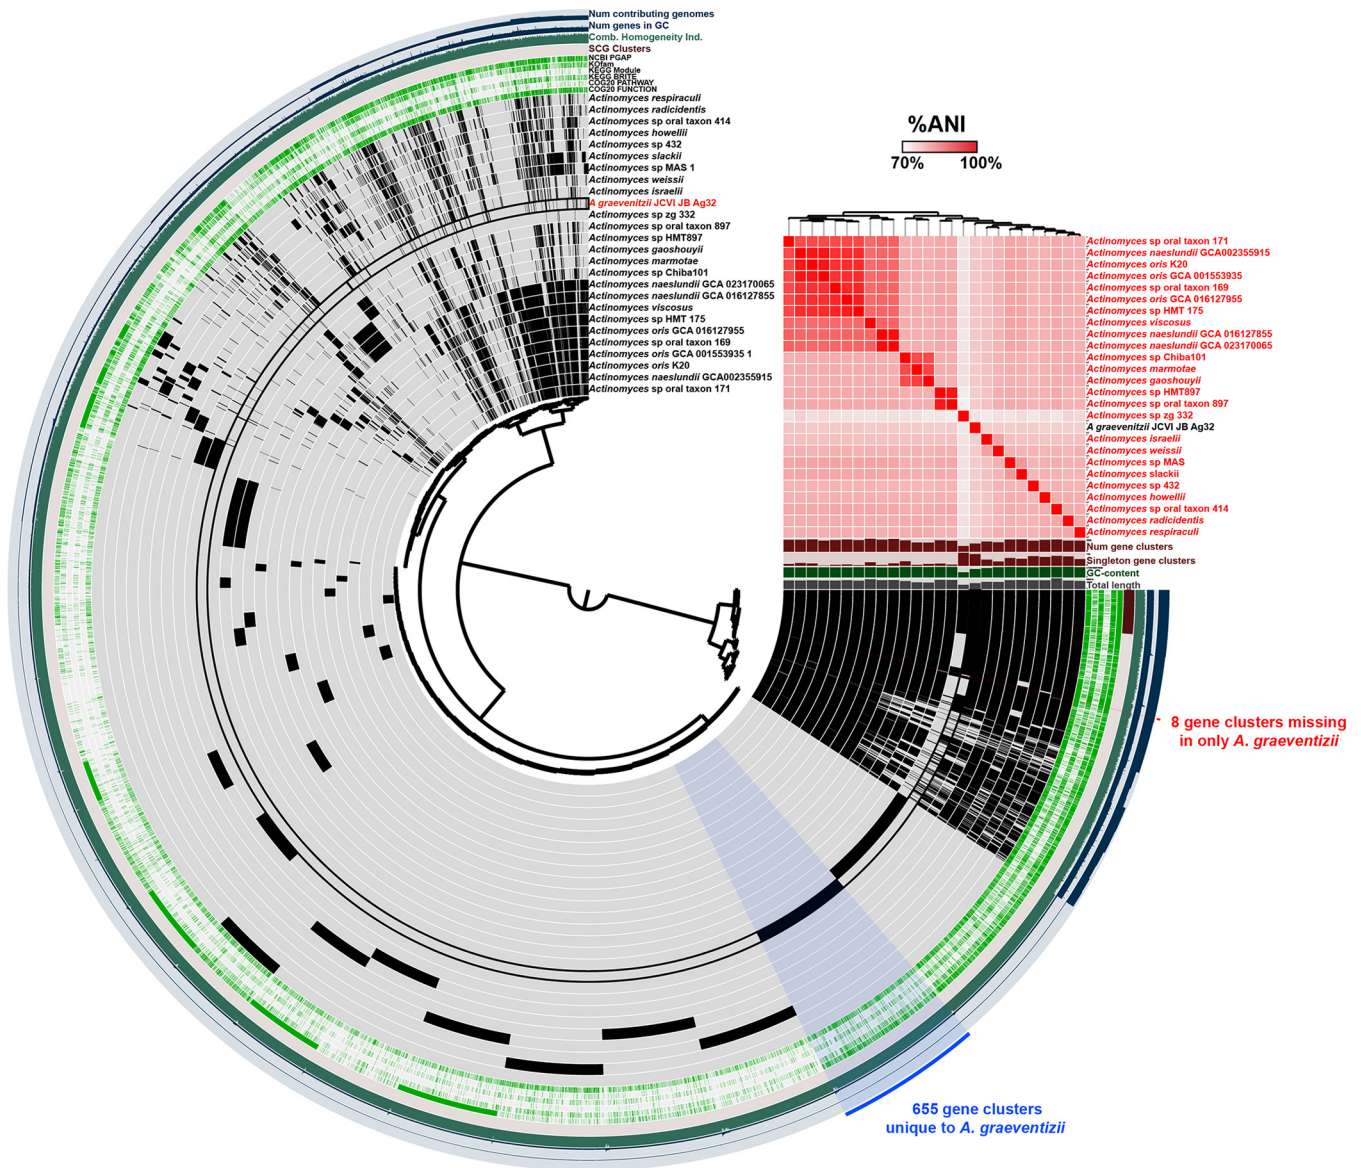 Num contributing genomes
Num genes in GC
Comb. Homogeneity Ind.
SCG Clusters
NCBI PGAP
KOfam
KEGG Module
KEGG BRITE
COG20 PATHWAY
COG20 FUNCTION
Actinomyces respiraculi
Actinomyces radicidentis
Actinomyces sp oral taxon 414
Actinomyces howellii
Actinomyces sp 432
Actinomyces slackii
Actinomyces sp MAS 1
Actinomyces weissii
Actinomyces israelii
A graevenitzii JCVI JB Ag32
Actinomyces sp zg 332
Actinomyces sp oral taxon 897
Actinomyces sp HMT897
Actinomyces gaoshouyii
Actinomyces marmotae
Actinomyces sp Chiba101
Actinomyces naeslundii GCA 023170065
Actinomyces naeslundii GCA 016127855
Actinomyces viscosus
Actinomyces sp HMT 175
Actinomyces oris GCA 016127955
Actinomyces sp oral taxon 169
Actinomyces oris GCA 001553935 1
Actinomyces oris K20
Actinomyces naeslundii GCA002355915
Actinomyces sp oral taxon 171
%ANI
70% 100%
Actinomyces sp oral taxon 171
Actinomyces naeslundii GCA002355915
Actinomyces oris K20
Actinomyces oris GCA 001553935
Actinomyces sp oral taxon 169
Actinomyces oris GCA 016127955
Actinomyces sp HMT 175
Actinomyces viscosus
Actinomyces naeslundii GCA 016127855
Actinomyces naeslundii GCA 023170065
Actinomyces sp Chiba101
Actinomyces marmotae
Actinomyces gaoshouyii
Actinomyces sp HMT897
Actinomyces sp oral taxon 897
Actinomyces sp zg 332
A graevenitzii JCVI JB Ag32
Actinomyces israelii
Actinomyces weissii
Actinomyces sp MAS
Actinomyces slackii
Actinomyces sp 432
Actinomyces howellii
Actinomyces sp oral taxon 414
Actinomyces radicidentis
Actinomyces respiraculi
Num gene clusters
Singleton gene clusters
GC-content
Total length
8 gene clusters missing
in only A. graeventizii
655 gene clusters
unique to A. graeventizii